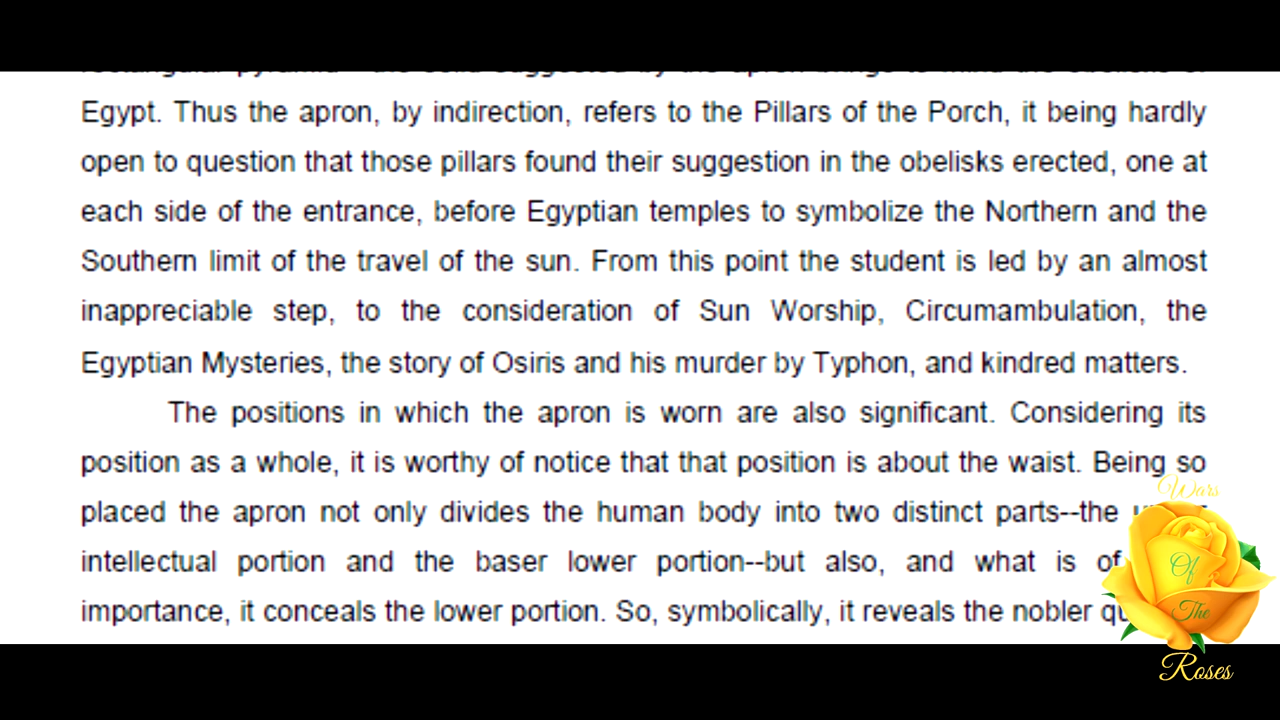 Egypt. Thus the apron, by indirection, refers to the Pillars of the Porch, it being hardly
open to question that those pillars found their suggestion in the obelisks erected, one at
each side of the entrance, before Egyptian temples to symbolize the Northern and the
Southern limit of the travel of the sun. From this point the student is led by an almost
inappreciable step, to the consideration of Sun Worship, Circumambulation, the
Egyptian Mysteries, the story of Osiris and his murder by Typhon, and kindred matters.
The positions in which the apron is worn are also significant. Considering its
position as a whole, it is worthy of notice that that position is about the waist. Being so
placed the apron not only divides the human body into two distinct parts--the
intellectual portion and the baser lower portion--but also, and what is of
importance, it conceals the lower portion. So, symbolically, it reveals the nobler
Wars
Of
The
Roses